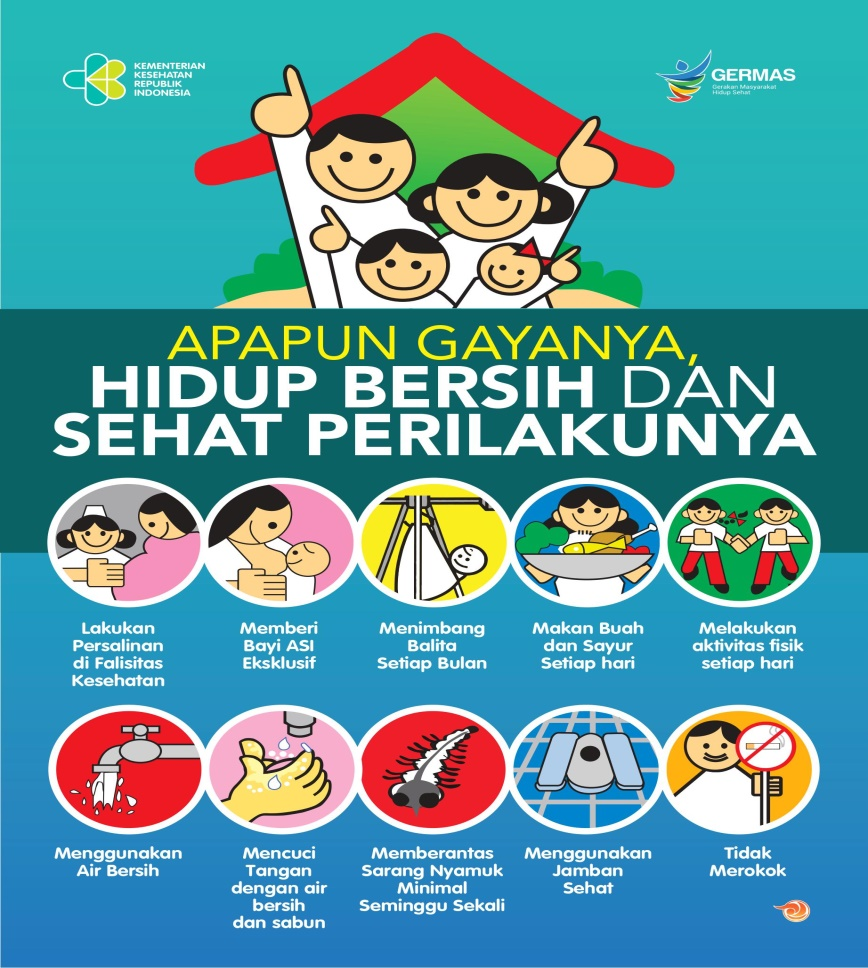 KEMENTERIAN
KESEHATAN
REPUBLIK
INDONESIA
GERMAS
Gerakan Masyarakat
Hidup Sehat
APAPUN GAYANYA,
HIDUP BERSIH DAN
SEHAT PERILAKUNYA
Lakukan
Persalinan
di Falisitas
Kesehatan
Memberi
Bayi ASI
Eksklusif
Menimbang
Balita
Setiap Bulan
Makan Buah
dan Sayur
Setiap hari
Melakukan
aktivitas fisik
setiap hari
Menggunakan
Air Bersih
Mencuci
Tangan
dengan air
bersih
dan sabun
Memberantas
Sarang Nyamuk
Minimal
Seminggu Sekali
Menggunakan
Jamban
Sehat
Tidak
Merokok